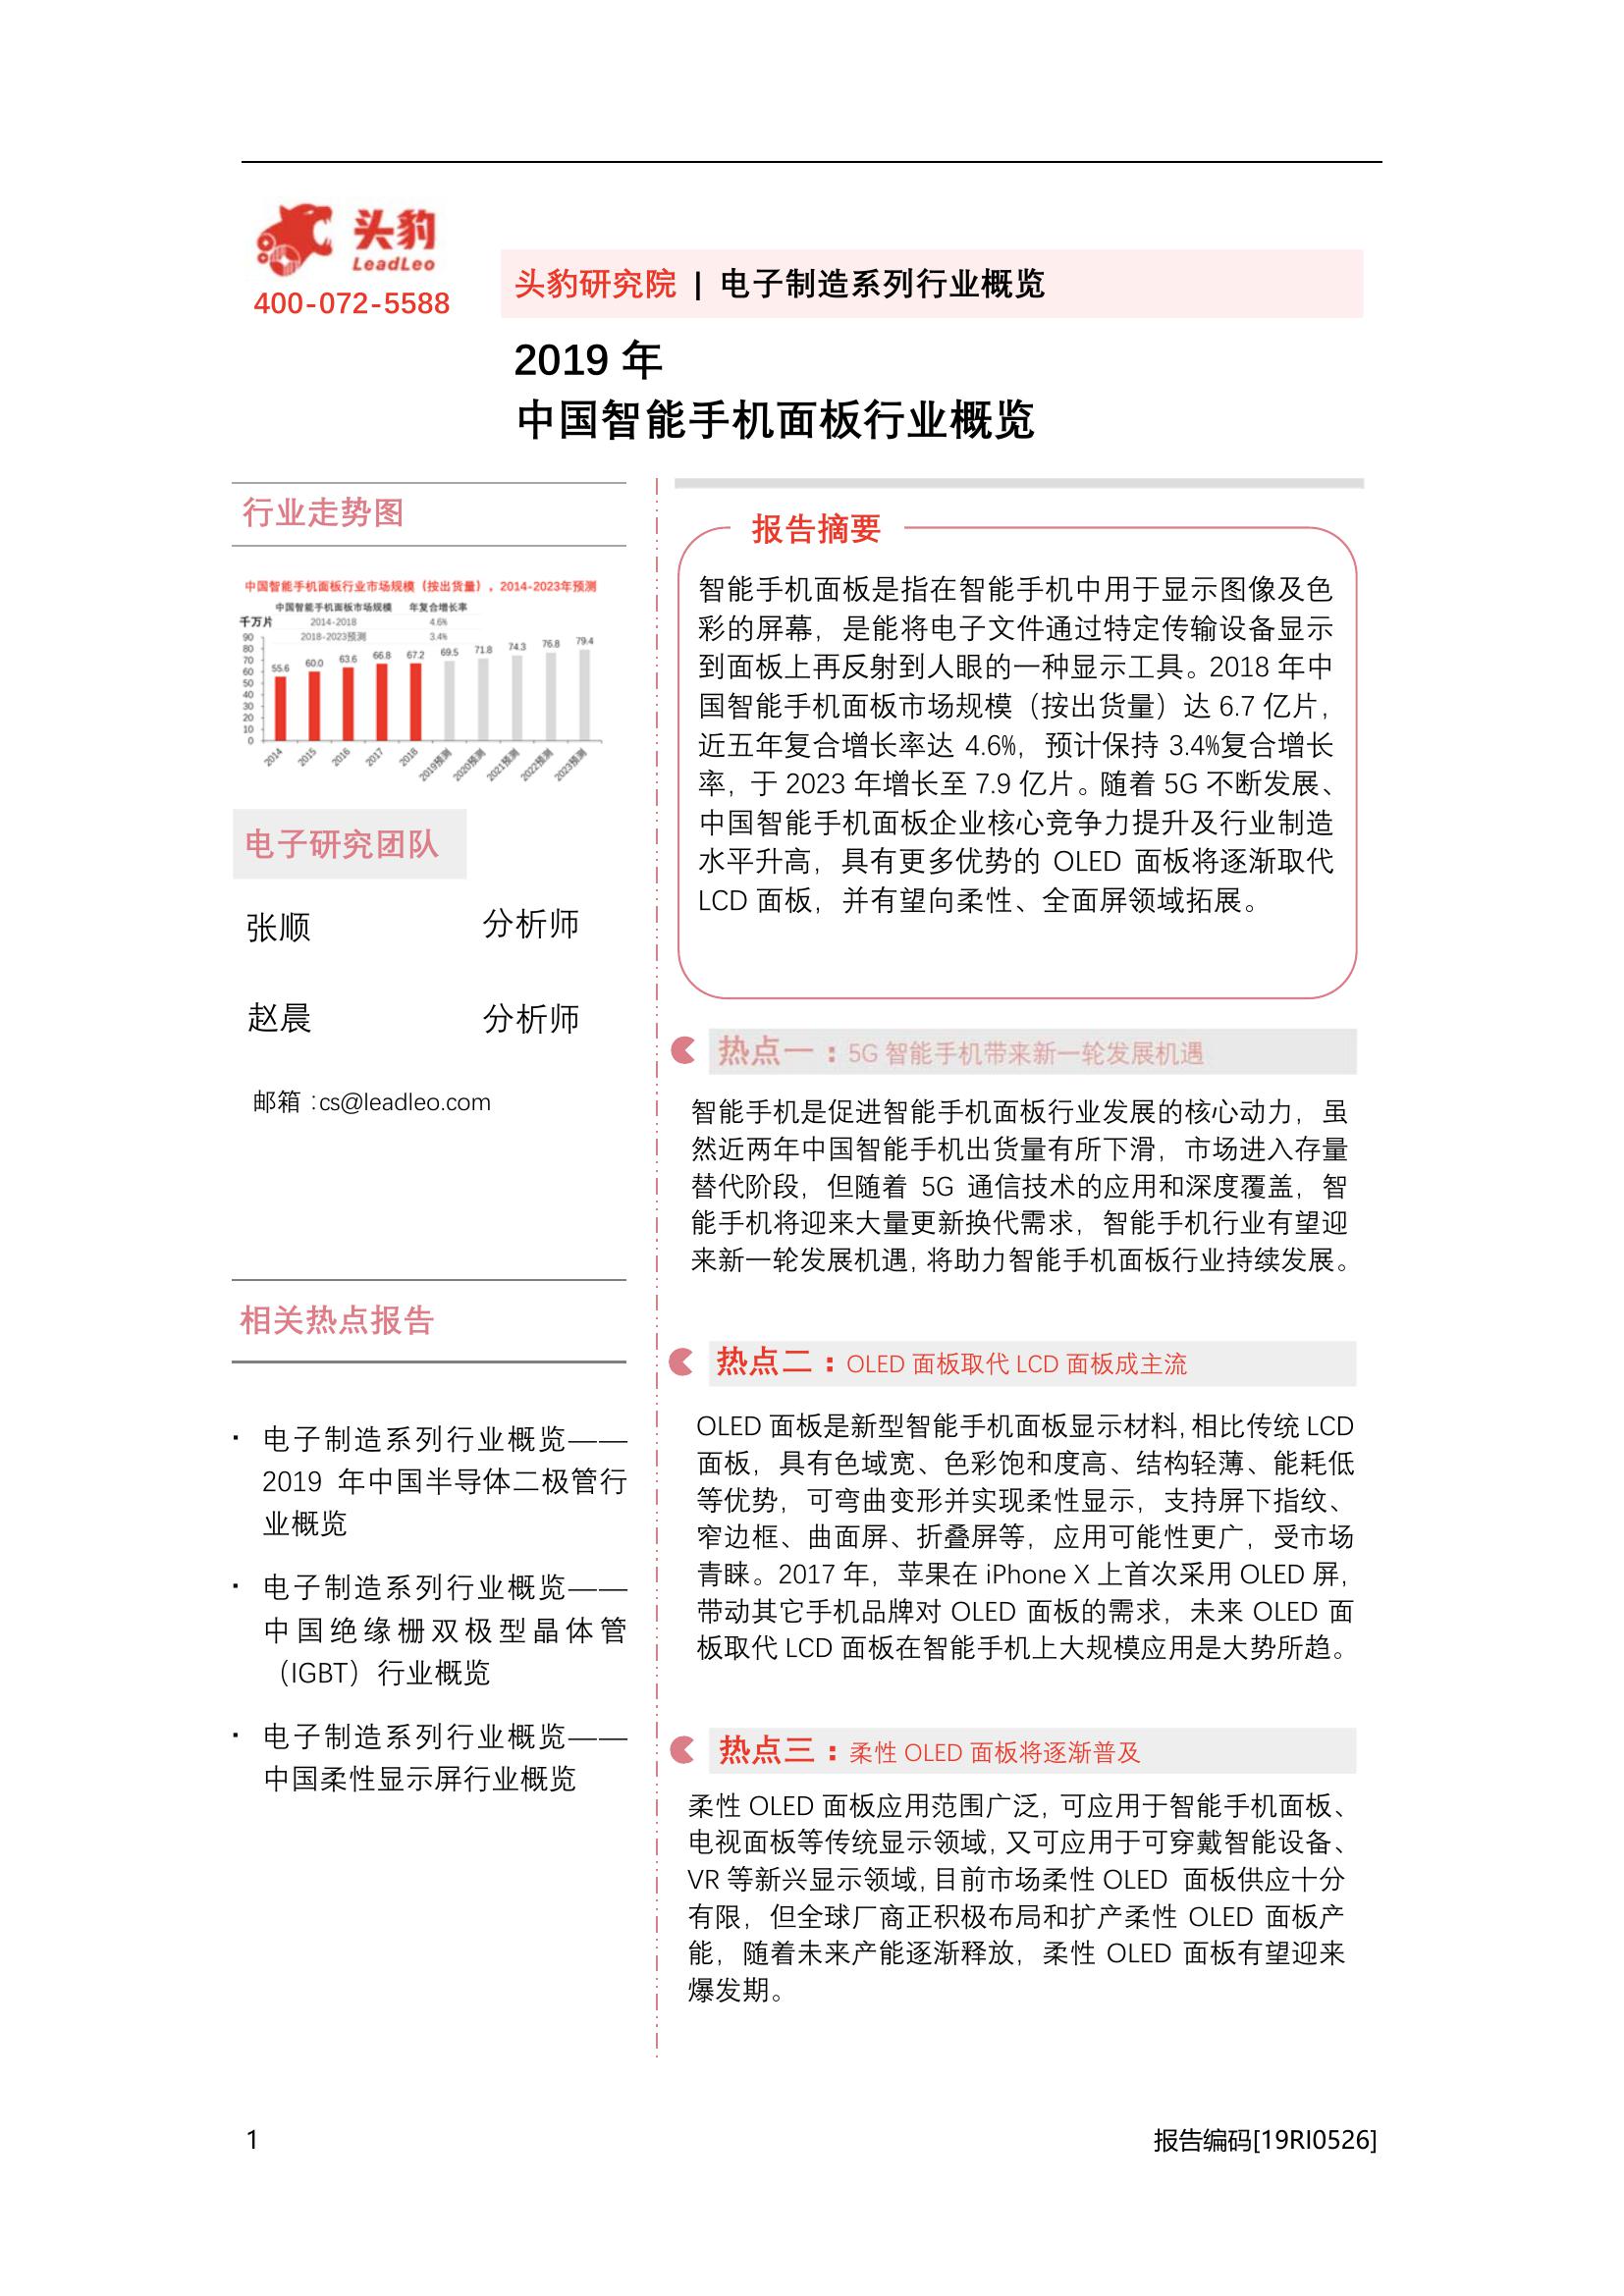 头豹
LeadLeo
400-072-5588
头豹研究院 | 电子制造系列行业概览
2019 年
中国智能手机面板行业概览
行业走势图
中国智能手机面板行业市场规模（按出货量），2014-2023年预测
中国智能手机面板市场规模 年复合增长率
千万片 2014-2018 4.6%
2018-2023预测 3.4%
90
80
70
60
50
40
30
20
10
0
55.6 60.0 63.6 66.8 67.2 69.5 71.8 74.3 76.8 79.4
2014 2015 2016 2017 2018 2019预测 2020预测 2021预测 2022预测 2023预测
电子研究团队
张顺 分析师
赵晨 分析师
邮箱 :cs@leadleo.com
相关热点报告
· 电子制造系列行业概览——
2019 年中国半导体二极管行
业概览
· 电子制造系列行业概览——
中国绝缘栅双极型晶体管
（IGBT）行业概览
· 电子制造系列行业概览——
中国柔性显示屏行业概览
报告摘要
智能手机面板是指在智能手机中用于显示图像及色
彩的屏幕，是能将电子文件通过特定传输设备显示
到面板上再反射到人眼的一种显示工具。2018 年中
国智能手机面板市场规模（按出货量）达 6.7 亿片，
近五年复合增长率达 4.6%，预计保持 3.4%复合增长
率，于 2023 年增长至 7.9 亿片。随着 5G 不断发展、
中国智能手机面板企业核心竞争力提升及行业制造
水平升高，具有更多优势的 OLED 面板将逐渐取代
LCD 面板，并有望向柔性、全面屏领域拓展。
热点一：5G 智能手机带来新一轮发展机遇
智能手机是促进智能手机面板行业发展的核心动力，虽
然近两年中国智能手机出货量有所下滑，市场进入存量
替代阶段，但随着 5G 通信技术的应用和深度覆盖，智
能手机将迎来大量更新换代需求，智能手机行业有望迎
来新一轮发展机遇，将助力智能手机面板行业持续发展。
热点二：OLED 面板取代 LCD 面板成主流
OLED 面板是新型智能手机面板显示材料，相比传统 LCD
面板，具有色域宽、色彩饱和度高、结构轻薄、能耗低
等优势，可弯曲变形并实现柔性显示，支持屏下指纹、
窄边框、曲面屏、折叠屏等，应用可能性更广，受市场
青睐。2017 年，苹果在 iPhone X 上首次采用 OLED 屏，
带动其它手机品牌对 OLED 面板的需求，未来 OLED 面
板取代 LCD 面板在智能手机上大规模应用是大势所趋。
热点三：柔性 OLED 面板将逐渐普及
柔性 OLED 面板应用范围广泛，可应用于智能手机面板、
电视面板等传统显示领域，又可应用于可穿戴智能设备、
VR 等新兴显示领域，目前市场柔性 OLED 面板供应十分
有限，但全球厂商正积极布局和扩产柔性 OLED 面板产
能，随着未来产能逐渐释放，柔性 OLED 面板有望迎来
爆发期。
1 报告编码[19RI0526]